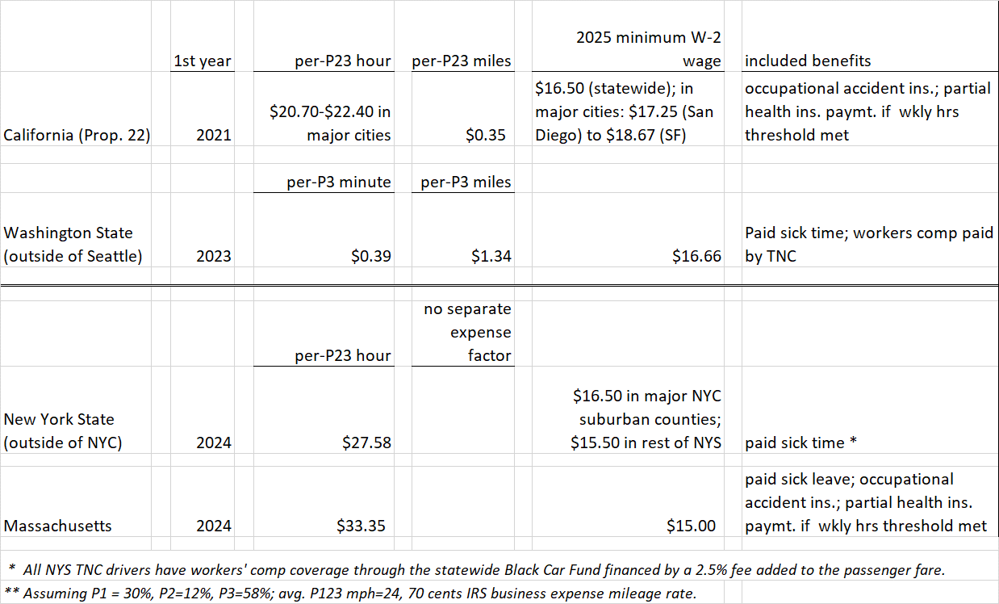 2025 minimum W-2
1st year per-P23 hour per-P23 miles wage included benefits
$16.50 (statewide); in occupational accident ins.; partial
$20.70-$22.40 in major cities: $17.25 (San health ins. paymt. if wkly hrs
California (Prop. 22) 2021 major cities $0.35 Diego) to $18.67 (SF) threshold met
per-P3 minute per-P3 miles
Washington State Paid sick time; workers comp paid
(outside of Seattle) 2023 $0.39 $1.34 $16.66 by TNC
no separate
expense
per-P23 hour factor
$16.50 in major NYC
New York State suburban counties;
(outside of NYC) 2024 $27.58 $15.50 in rest of NYS paid sick time *
paid sick leave; occupational
accident ins.; partial health ins.
Massachusetts 2024 $33.35 $15.00 paymt. if wkly hrs threshold met
* All NYS TNC drivers have workers' comp coverage through the statewide Black Car Fund financed by a 2.5% fee added to the passenger fare.
** Assuming P1 = 30%, P2=12%, P3=58%; avg. P123 mph=24, 70 cents IRS business expense mileage rate.